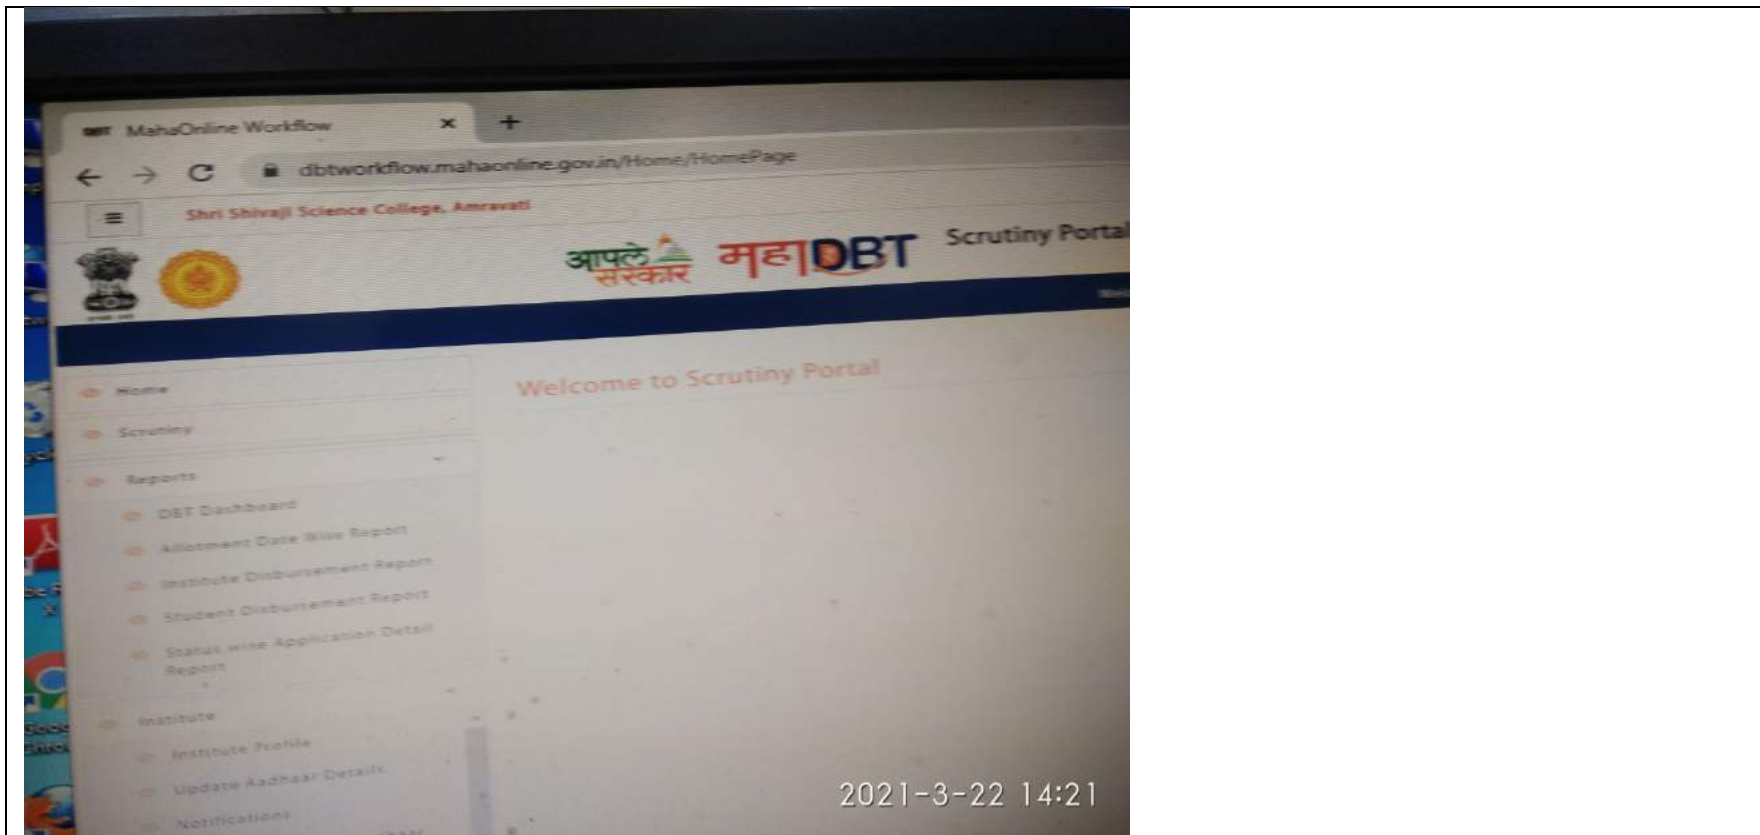 MahaOnline Workflow
dbtworkflow.mahaonline.gov.in/Home/HomePage
Shri Shivaji Science College, Amravati
आपले
सरकार
महाDBT
Scrutiny Portal
Welcome to Scrutiny Portal
Home
Scrutiny
Reports
DBT Dashboard
Allotment Date Wise Report
Institute Disbursement Report
Student Disbursement Report
Status wise Application Detail
Report
Institute
Institute Profile
Update Aadhaar Details
Notifications
2021-3-22 14:21